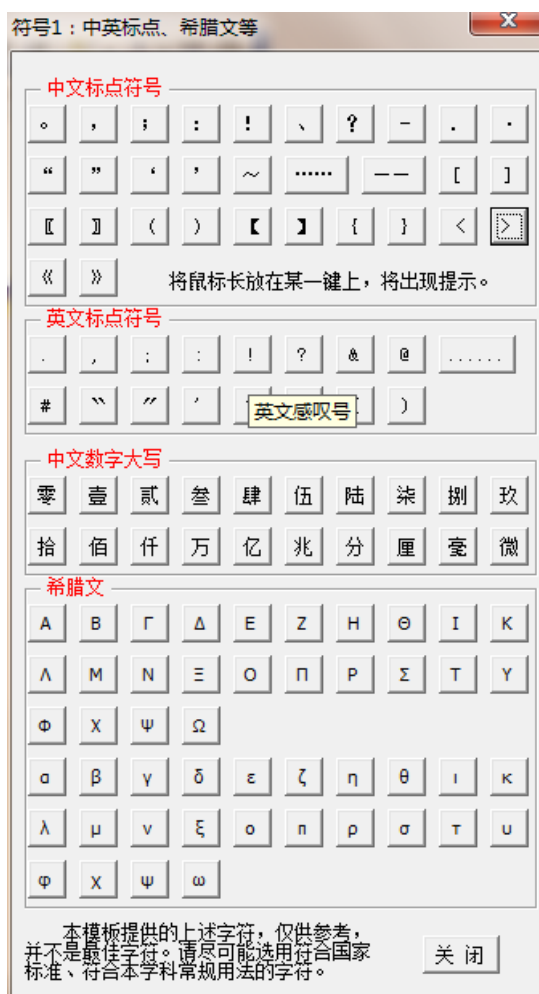 符号1：中英标点、希腊文等
X
中文标点符号
。 ， ； ： ！ 、 ？ － ． ·
“ ” ‘ ’ ～ …… —— ［ ］
〖 〗 （ ） 【 】 ｛ ｝ 〈 〉
《 》 将鼠标长放在某一键上，将出现提示。
英文标点符号
. , ; : ! ? & @ ......
# ‵‵ ″ ′ )
英文感叹号
中文数字大写
零 壹 贰 叁 肆 伍 陆 柒 捌 玖
拾 佰 仟 万 亿 兆 分 厘 毫 微
希腊文
Α Β Γ Δ Ε Ζ Η Θ Ι Κ
Λ Μ Ν Ξ Ο Π Ρ Σ Τ Υ
Φ Χ Ψ Ω
α β γ δ ε ζ η θ ι κ
λ μ ν ξ ο π ρ σ τ υ
φ χ ψ ω
本模板提供的上述字符，仅供参考，
并不是最佳字符。请尽可能选用符合国家
标准、符合本学科常规用法的字符。
关 闭